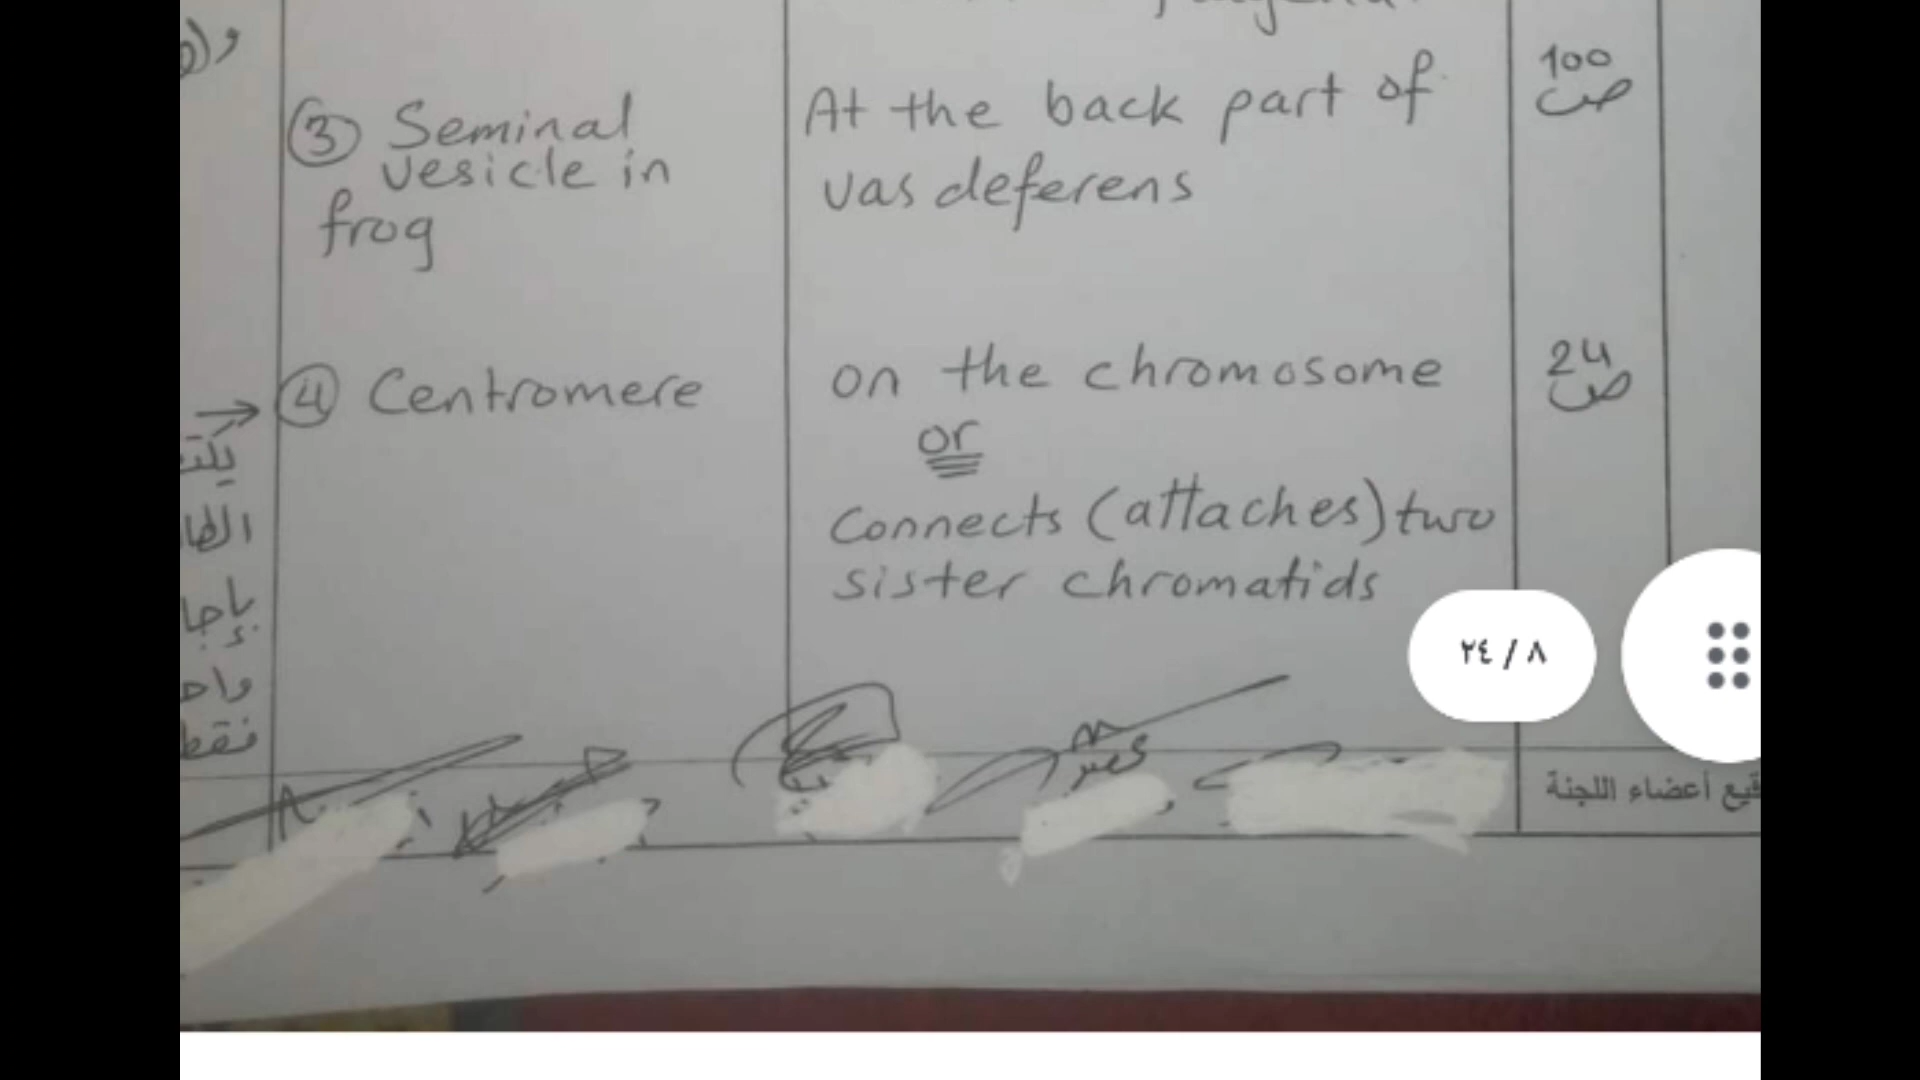 ③ Seminal
vesicle in
frog
At the back part of
vas deferens
100
ص
④ Centromere
on the chromosome
or
Connects (attaches) two
sister chromatids
24
ص
فقط
٢٤ / ٨
أعضاء اللجنة